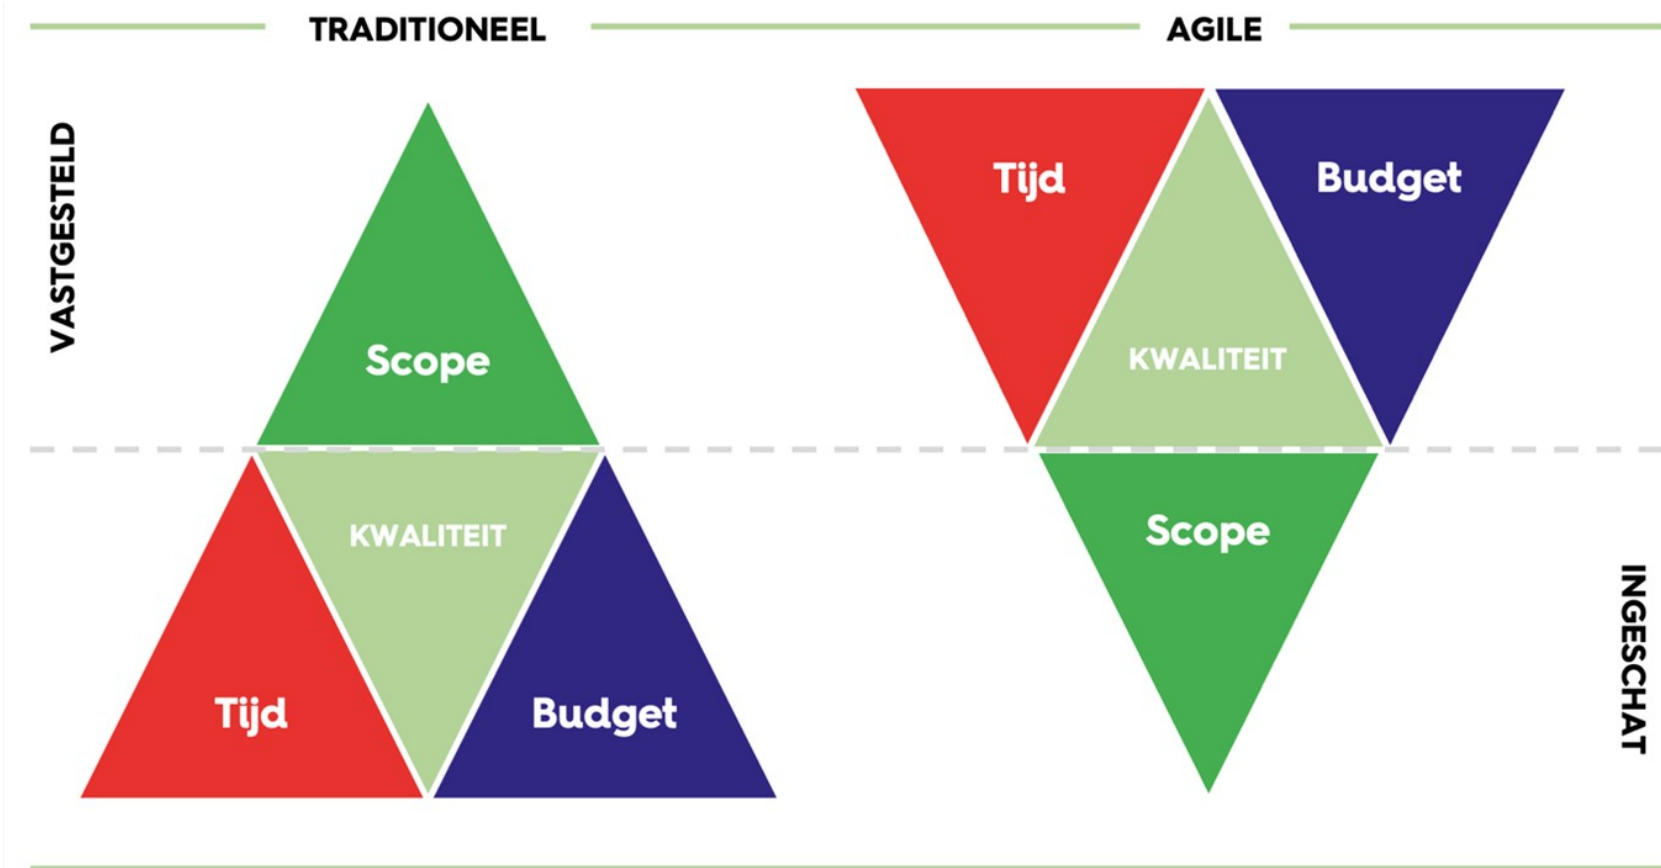 TRADITIONEEL
AGILE
VASTGESTELD
Scope
KWALITEIT
Tijd
Budget
Tijd
Budget
KWALITEIT
Scope
INGESCHAT